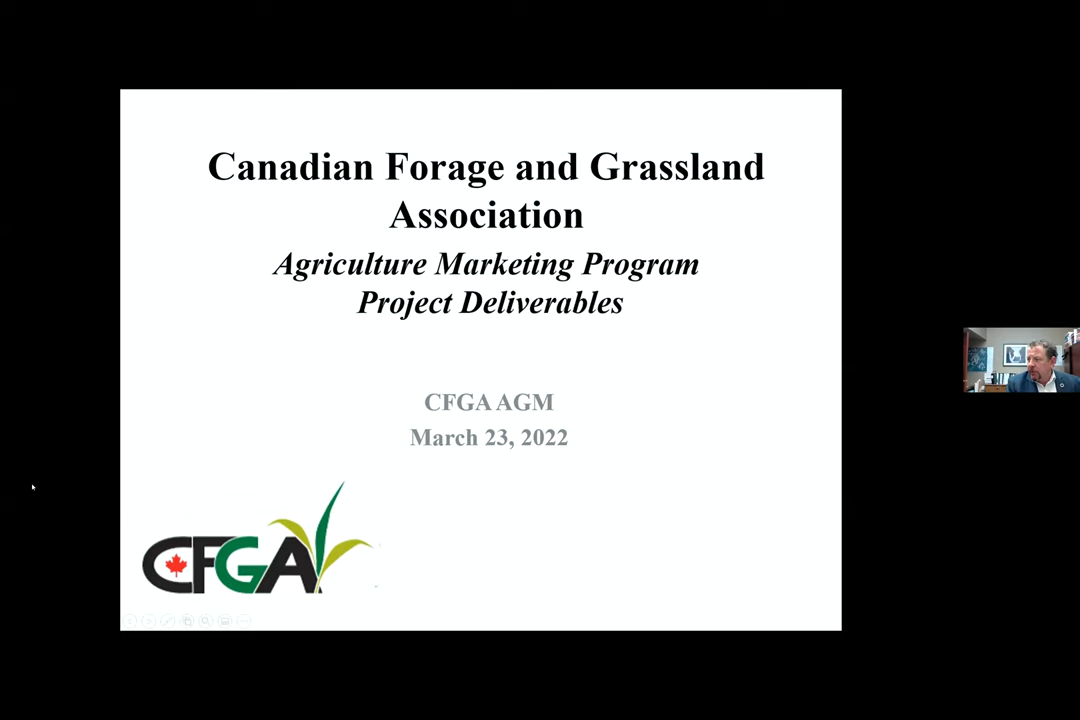 Canadian Forage and Grassland
Association
Agriculture Marketing Program
Project Deliverables
CFGA AGM
March 23, 2022
CFGA